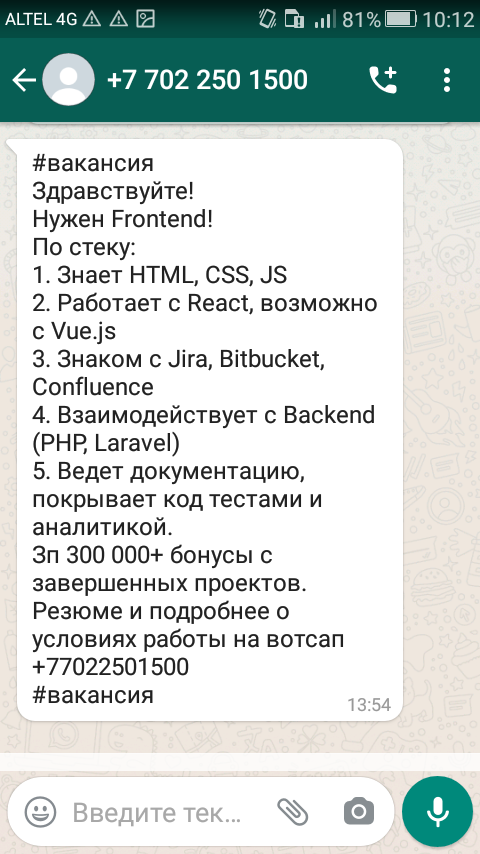 ALTEL 4G 81% 10:12
+7 702 250 1500
#вакансия
Здравствуйте!
Нужен Frontend!
По стеку:
1. Знает HTML, CSS, JS
2. Работает с React, возможно
с Vue.js
3. Знаком с Jira, Bitbucket,
Confluence
4. Взаимодействует с Backend
(PHP, Laravel)
5. Ведет документацию,
покрывает код тестами и
аналитикой.
Зп 300 000+ бонусы с
завершенных проектов.
Резюме и подробнее о
условиях работы на вотсап
+77022501500
#вакансия
13:54
Введите тек...